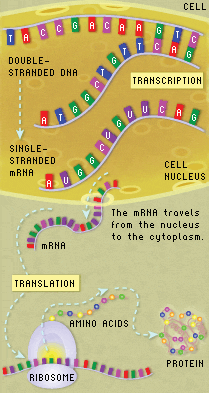 CELL
T A C C G A C A A G T C
A T G G C T G T T C A G
DOUBLE-
STRANDED DNA
TRANSCRIPTION
A U G G C U G U U C A G
SINGLE-
STRANDED
mRNA
CELL
NUCLEUS
The mRNA travels
from the nucleus
to the cytoplasm.
mRNA
TRANSLATION
AMINO ACIDS
PROTEIN
RIBOSOME